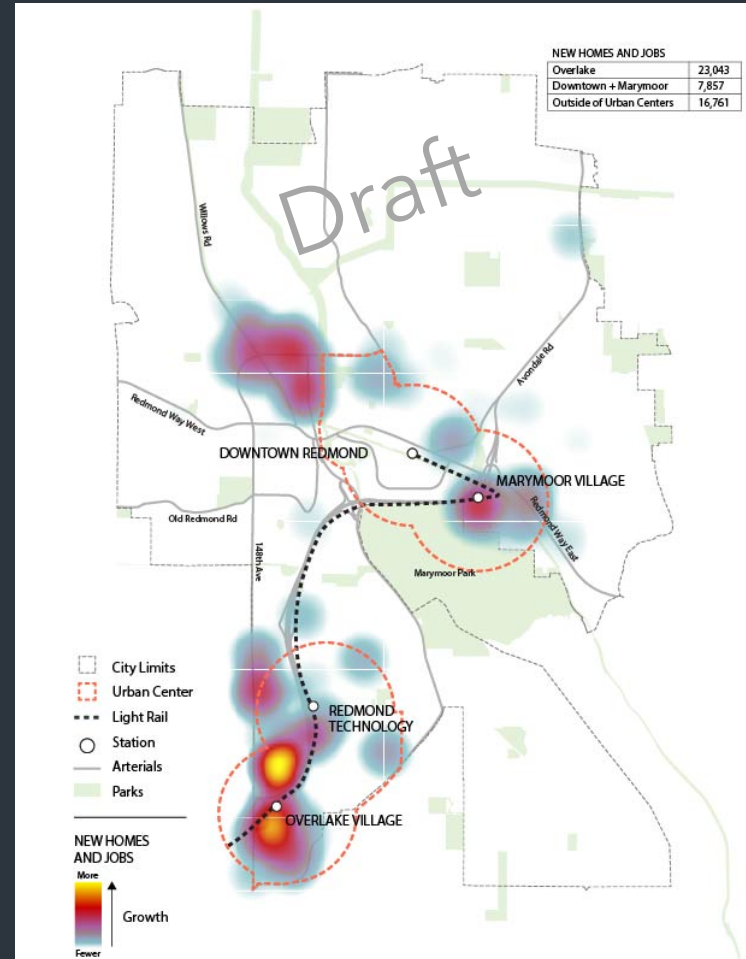 NEW HOMES AND JOBS
Overlake 23,043
Downtown + Marymoor 7,857
Outside of Urban Centers 16,761
Draft
Willows Rd
Avondale Rd
Redmond Way West
DOWNTOWN REDMOND
MARYMOOR VILLAGE
Old Redmond Rd
Redmond Way East
148th Ave
Marymoor Park
City Limits
Urban Center
Light Rail
Station
Arterials
Parks
REDMOND
TECHNOLOGY
OVERLAKE VILLAGE
NEW HOMES
AND JOBS
More
Growth
Fewer